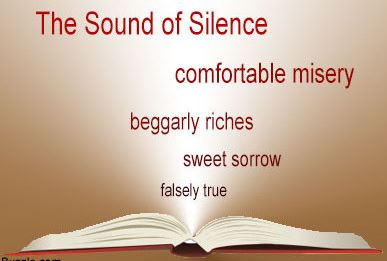 The Sound of Silence
comfortable misery
beggarly riches
sweet sorrow
falsely true